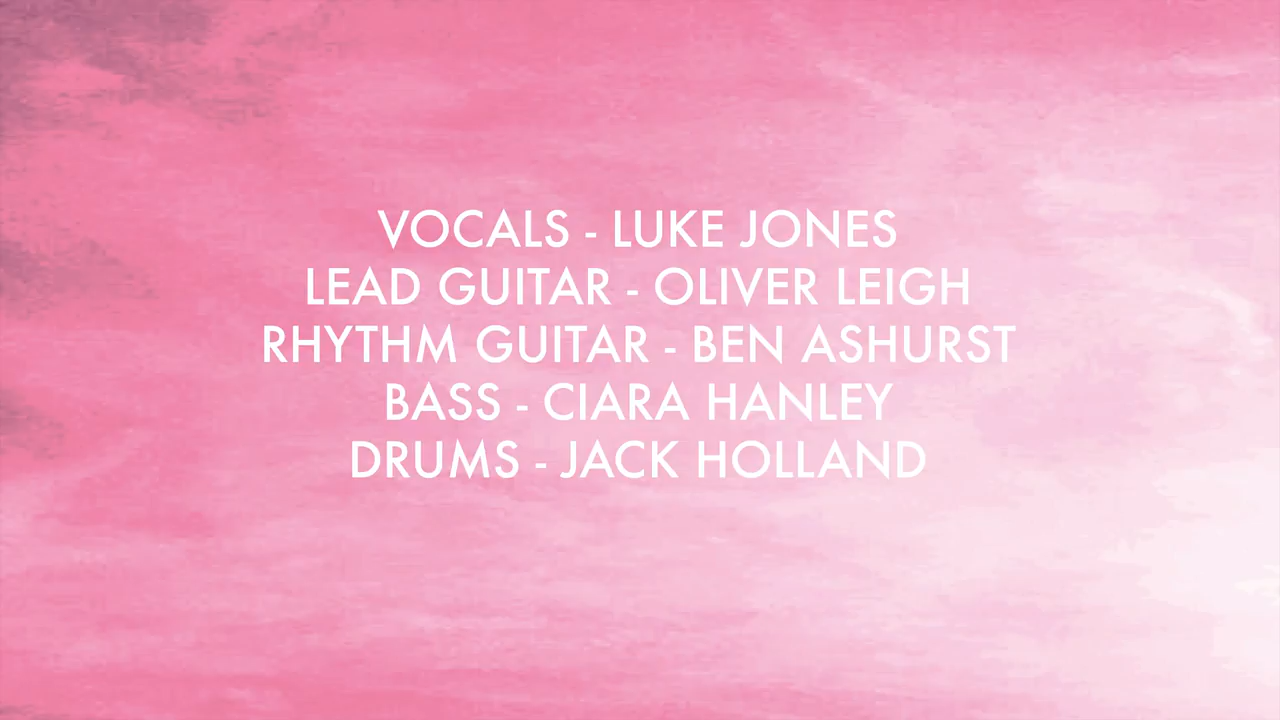 VOCALS - LUKE JONES
LEAD GUITAR - OLIVER LEIGH
RHYTHM GUITAR - BEN ASHURST
BASS - CIARA HANLEY
DRUMS - JACK HOLLAND